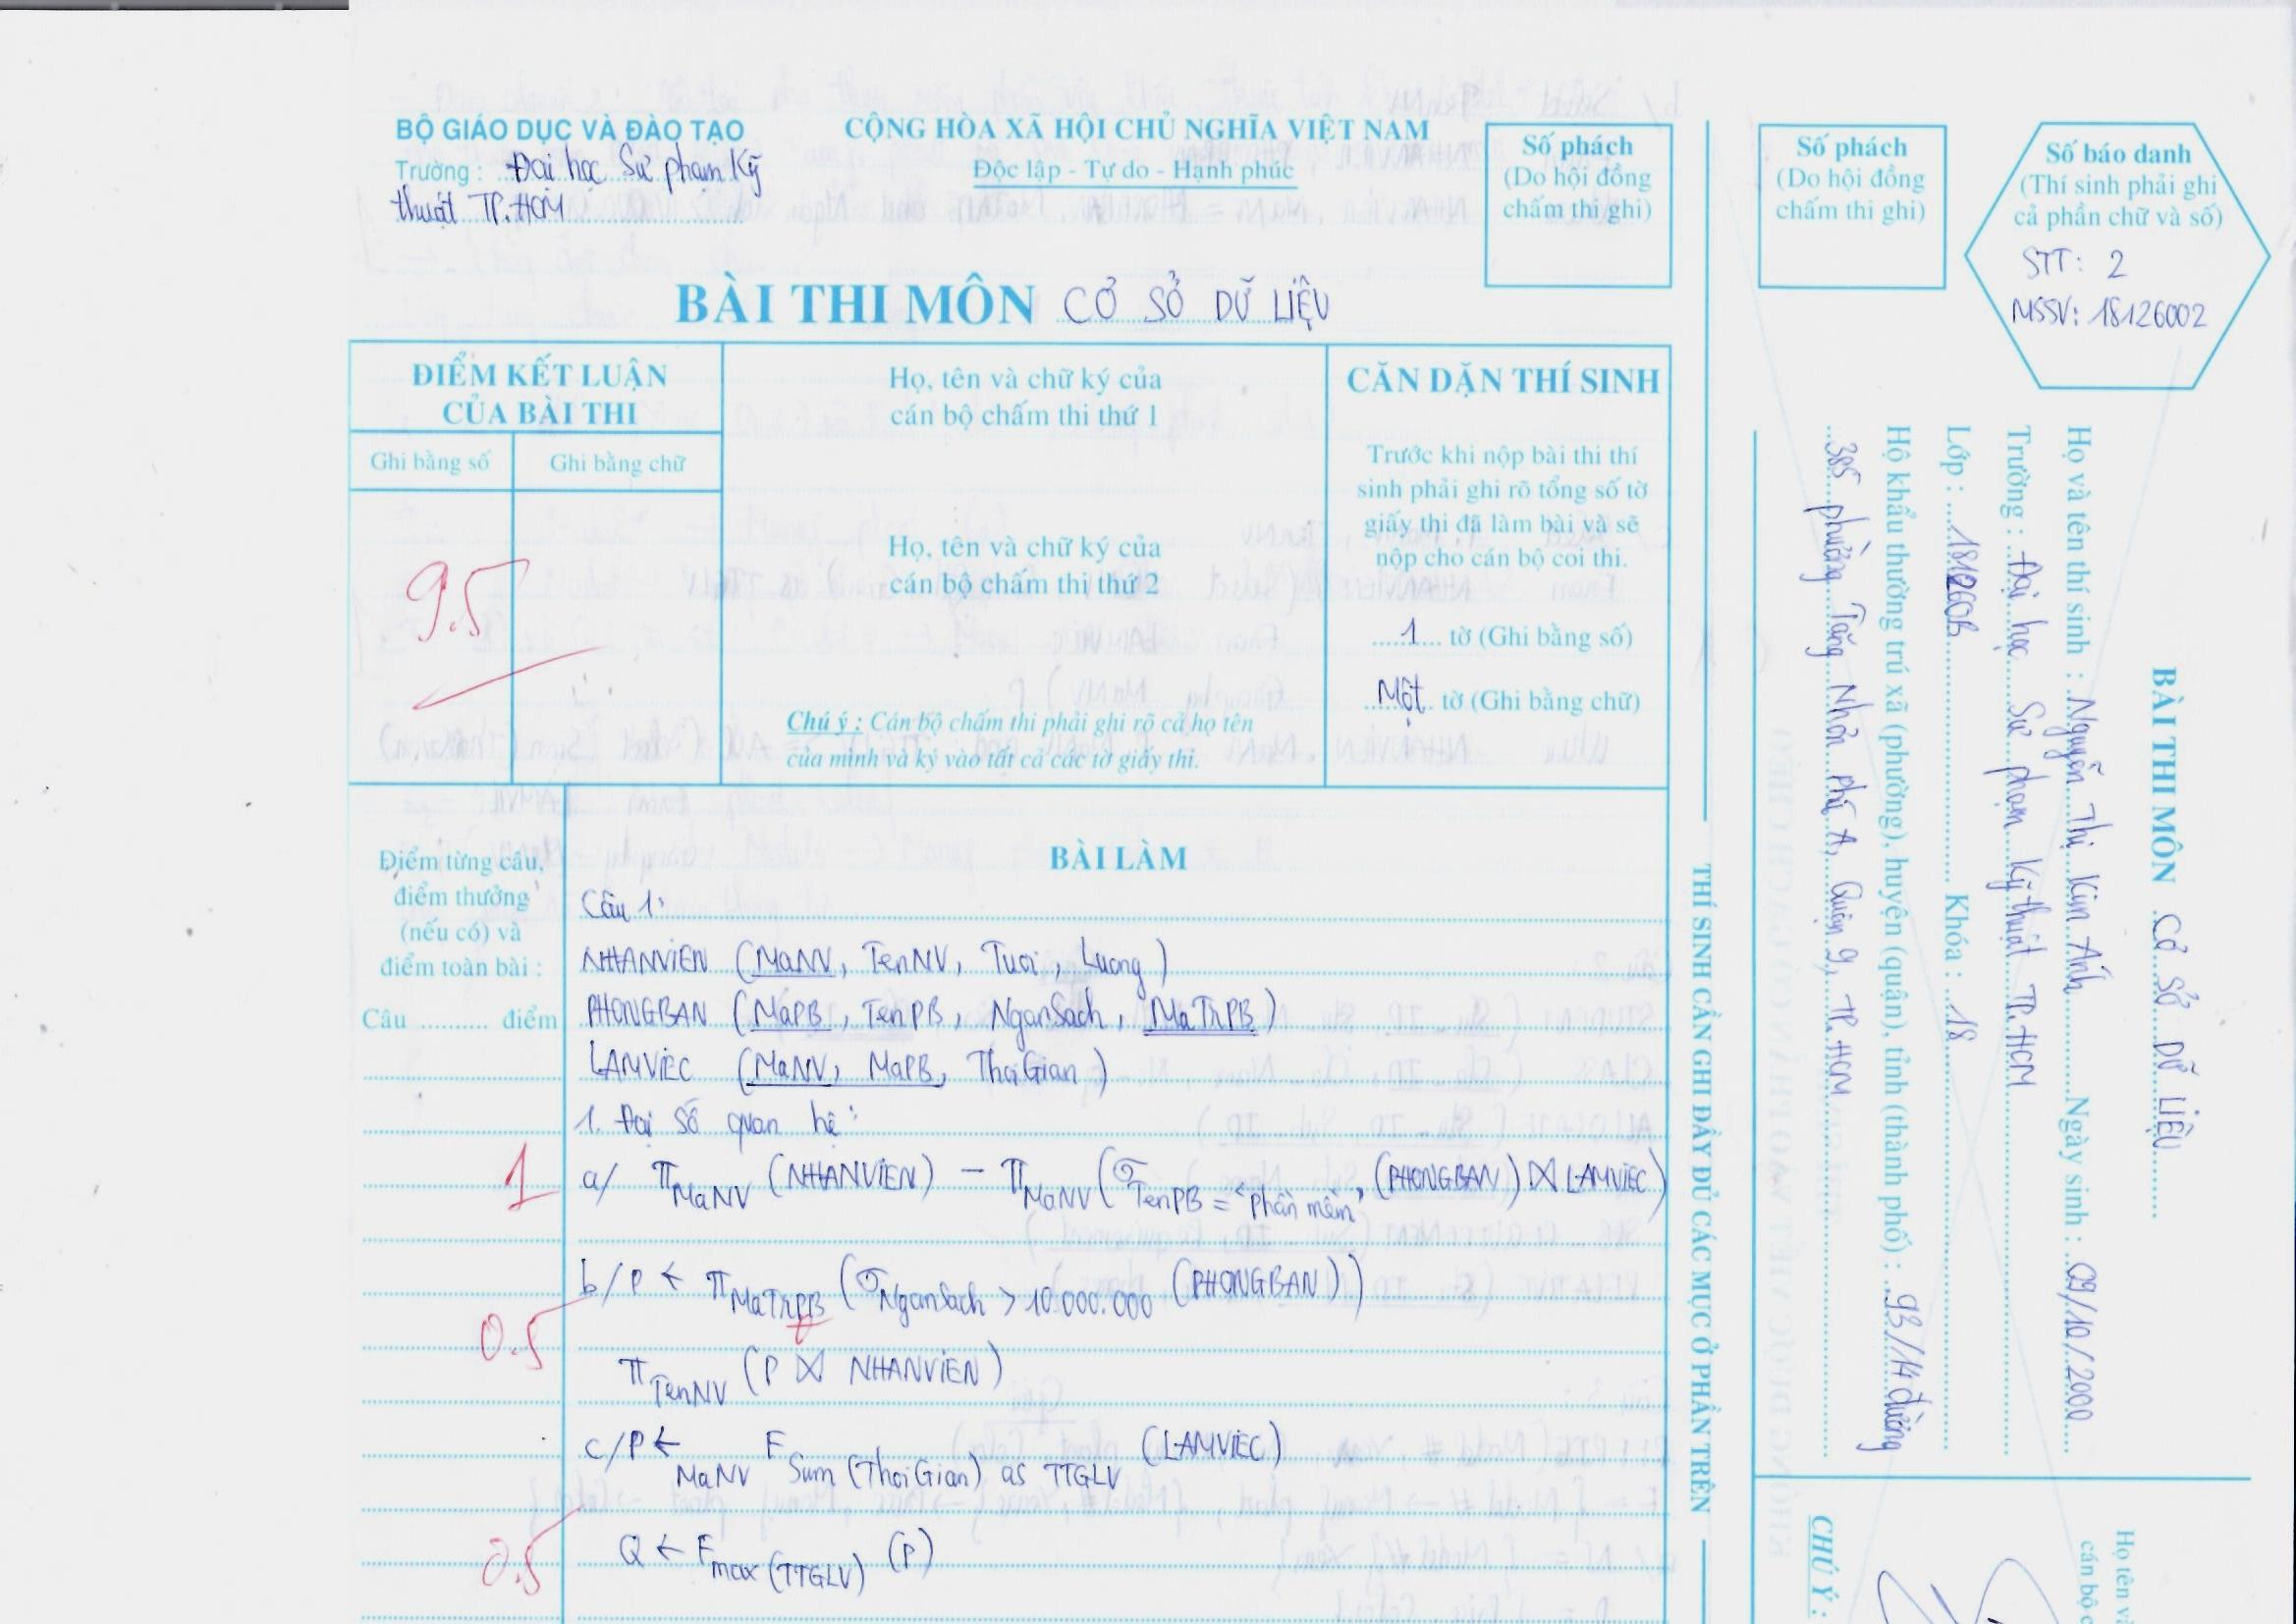 BỘ GIÁO DỤC VÀ ĐÀO TẠO
Trường : Đại học Sư phạm Kỹ
thuật TP.HCM
CỘNG HÒA XÃ HỘI CHỦ NGHĨA VIỆT NAM
Độc lập - Tự do - Hạnh phúc
Số phách
(Do hội đồng
chấm thi ghi)
Số phách
(Do hội đồng
chấm thi ghi)
Số báo danh
(Thí sinh phải ghi
cả phần chữ và số)
STT: 2
MSSV: 18126002
BÀI THI MÔN CƠ SỞ DỮ LIỆU
ĐIỂM KẾT LUẬN
CỦA BÀI THI
Ghi bằng số
Ghi bằng chữ
9.5
Họ, tên và chữ ký của
cán bộ chấm thi thứ 1
Họ, tên và chữ ký của
cán bộ chấm thi thứ 2
Chú ý : Cán bộ chấm thi phải ghi rõ cả họ tên
của mình và ký vào tất cả các tờ giấy thi.
CĂN DẶN THÍ SINH
Trước khi nộp bài thi thí
sinh phải ghi rõ tổng số tờ
giấy thi đã làm bài và sẽ
nộp cho cán bộ coi thi.
1 tờ (Ghi bằng số)
Một tờ (Ghi bằng chữ)
Điểm từng câu,
điểm thưởng
(nếu có) và
điểm toàn bài :
Câu .......... điểm
BÀI LÀM
Câu 1:
NHANVIEN (MaNV, TenNV, Tuoi, Luong)
PHONGBAN (MaPB, TenPB, NganSach, MaTrPB)
LAMVIEC (MaNV, MaPB, ThoiGian)
1. Đại số quan hệ:
1
a/ π MaNV (NHANVIEN) − π MaNV (σ TenPB = 'Phần mềm' (PHONGBAN) ⋈ LAMVIEC)
b/ P ← π MaTrPB (σ NganSach > 10.000.000 (PHONGBAN))
0.5
π TenNV (P ⋈ NHANVIEN)
c/ P ← MaNV F Sum (ThoiGian) as TTGLV (LAMVIEC)
0.5
Q ← F max (TTGLV) (P)
THÍ SINH CẦN GHI ĐẦY ĐỦ CÁC MỤC Ở PHẦN TRÊN
BÀI THI MÔN CƠ SỞ DỮ LIỆU
Họ và tên thí sinh : Nguyễn Thị Kim Anh Ngày sinh : 09/10/2000
Trường : Đại học Sư phạm Kỹ thuật TP.HCM
Lớp : 18126OB Khóa : 18
Hộ khẩu thường trú xã (phường), huyện (quận), tỉnh (thành phố) : 93/14 đường
385 phường Tăng Nhơn Phú A, Quận 9, TP.HCM
Họ tên và
cán bộ c
CHÚ Ý :